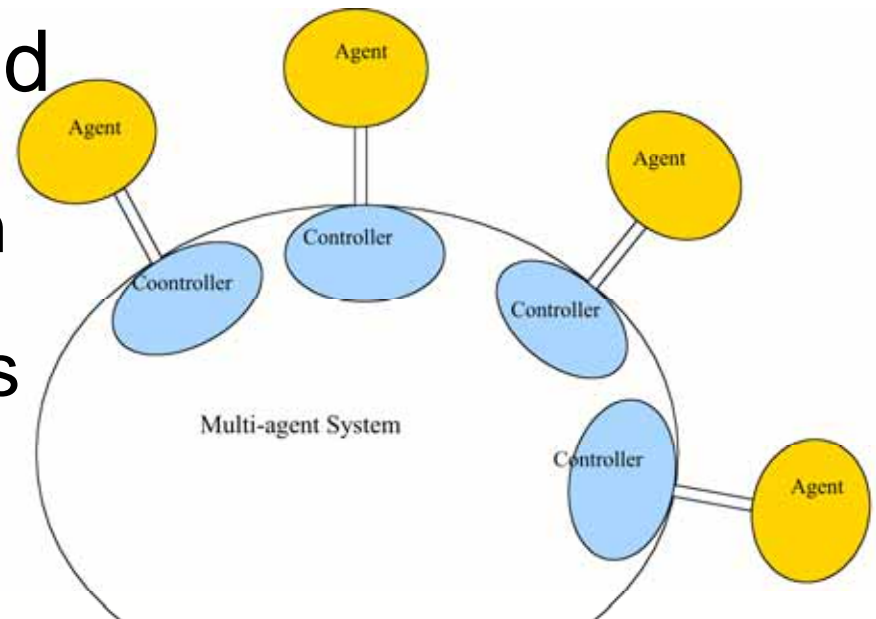 d
Agent
Agent
Agent
n
Controller
Coontroller
Controller
s
Multi-agent System
Controller
Agent